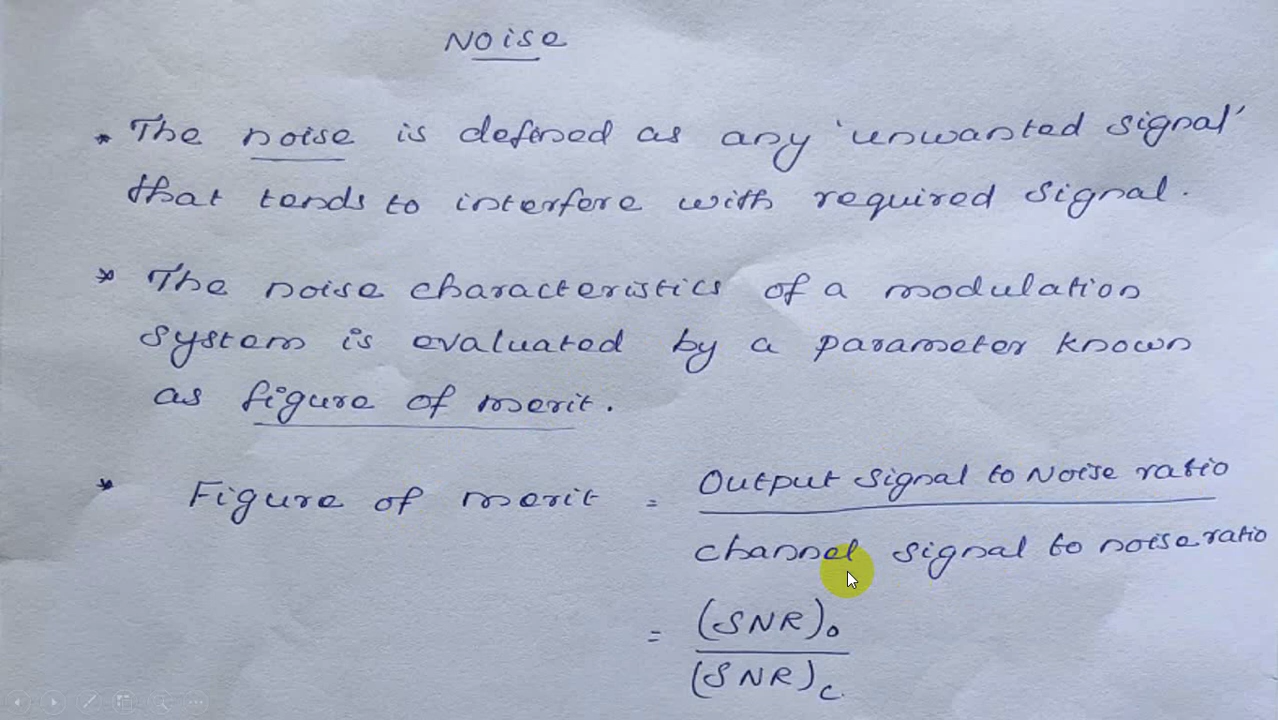 Noise
* The noise is defined as any 'unwanted signal'
that tends to interfere with required signal.
* The noise characteristics of a modulation
system is evaluated by a parameter known
as figure of merit.
* Figure of merit = Output signal to Noise ratio
channel signal to noise ratio
= (SNR)o
(SNR)c